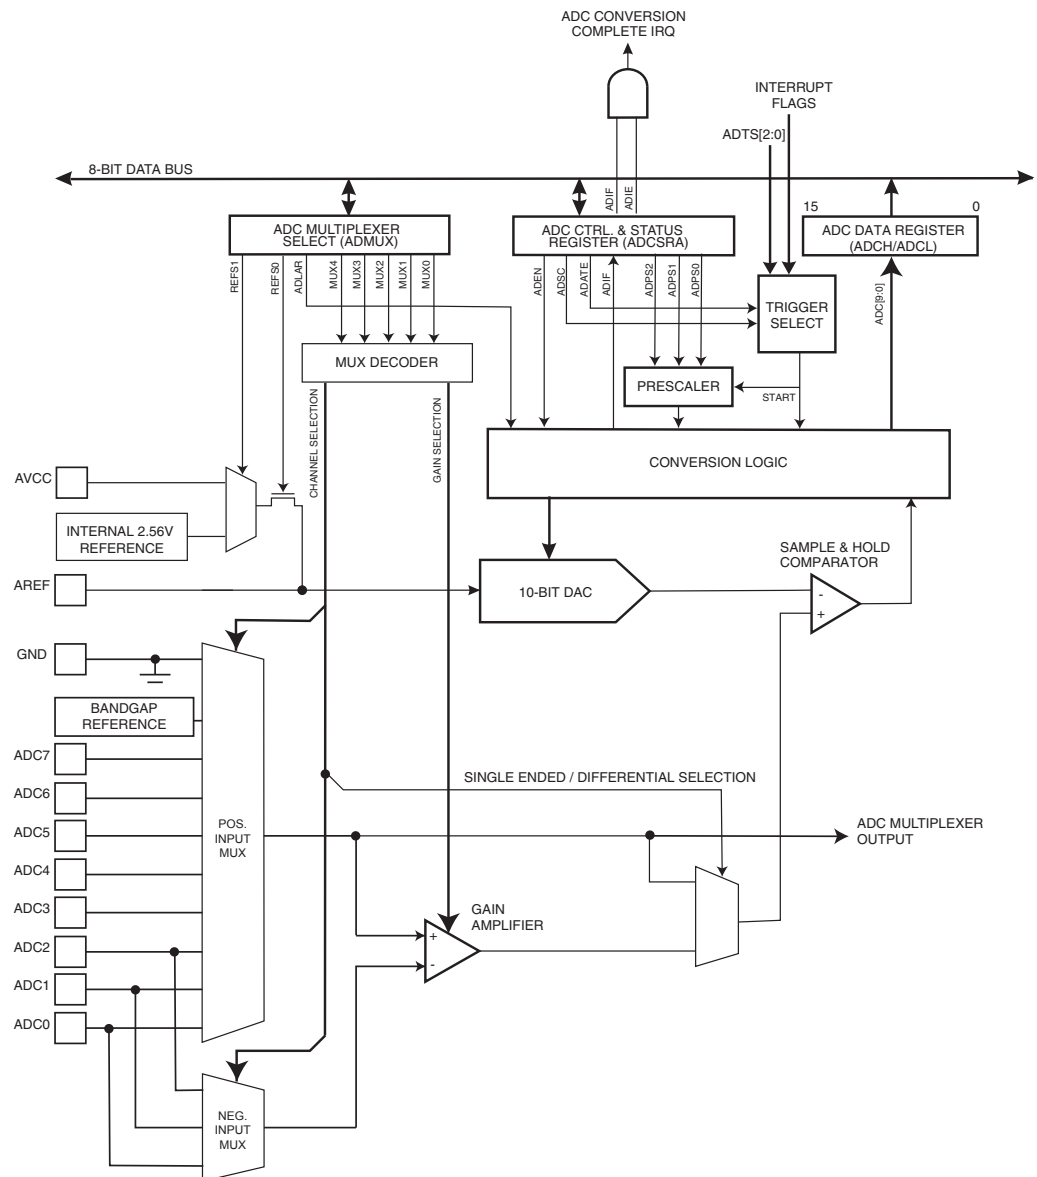 ADC CONVERSION
COMPLETE IRQ
INTERRUPT
FLAGS
ADTS[2:0]
8-BIT DATA BUS
ADIF
ADIE
15
0
ADC MULTIPLEXER
SELECT (ADMUX)
ADC CTRL. & STATUS
REGISTER (ADCSRA)
ADC DATA REGISTER
(ADCH/ADCL)
REFS1
REFS0
ADLAR
MUX4
MUX3
MUX2
MUX1
MUX0
ADEN
ADSC
ADATE
ADIF
ADPS2
ADPS1
ADPS0
ADC[9:0]
TRIGGER
SELECT
MUX DECODER
PRESCALER
START
CHANNEL SELECTION
GAIN SELECTION
CONVERSION LOGIC
AVCC
INTERNAL 2.56V
REFERENCE
SAMPLE & HOLD
COMPARATOR
AREF
10-BIT DAC
-
+
GND
BANDGAP
REFERENCE
ADC7
SINGLE ENDED / DIFFERENTIAL SELECTION
ADC6
ADC5
POS.
INPUT
MUX
ADC MULTIPLEXER
OUTPUT
ADC4
ADC3
GAIN
AMPLIFIER
+
-
ADC2
ADC1
ADC0
NEG.
INPUT
MUX